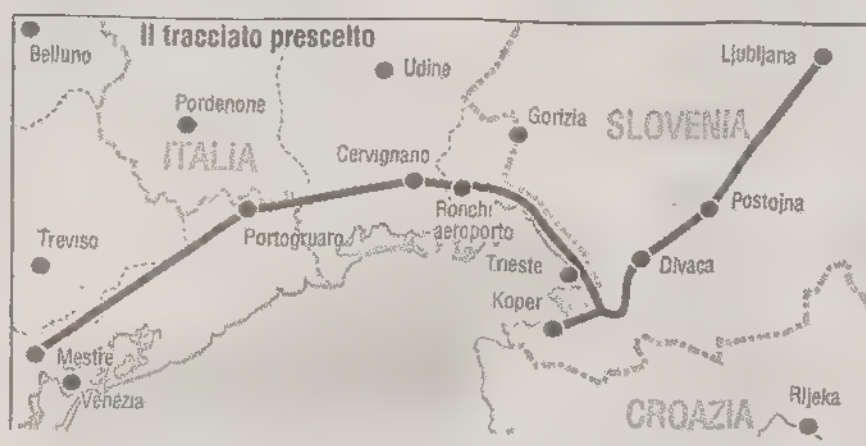 Il tracciato prescelto
Belluno
Udine
Ljubljana
Pordenone
Gorizia
SLOVENIA
ITALIA
Cervignano
Ronchi
aeroporto
Postojna
Portogruaro
Treviso
Trieste
Divaca
Koper
Mestre
Venezia
CROAZIA
Rijeka